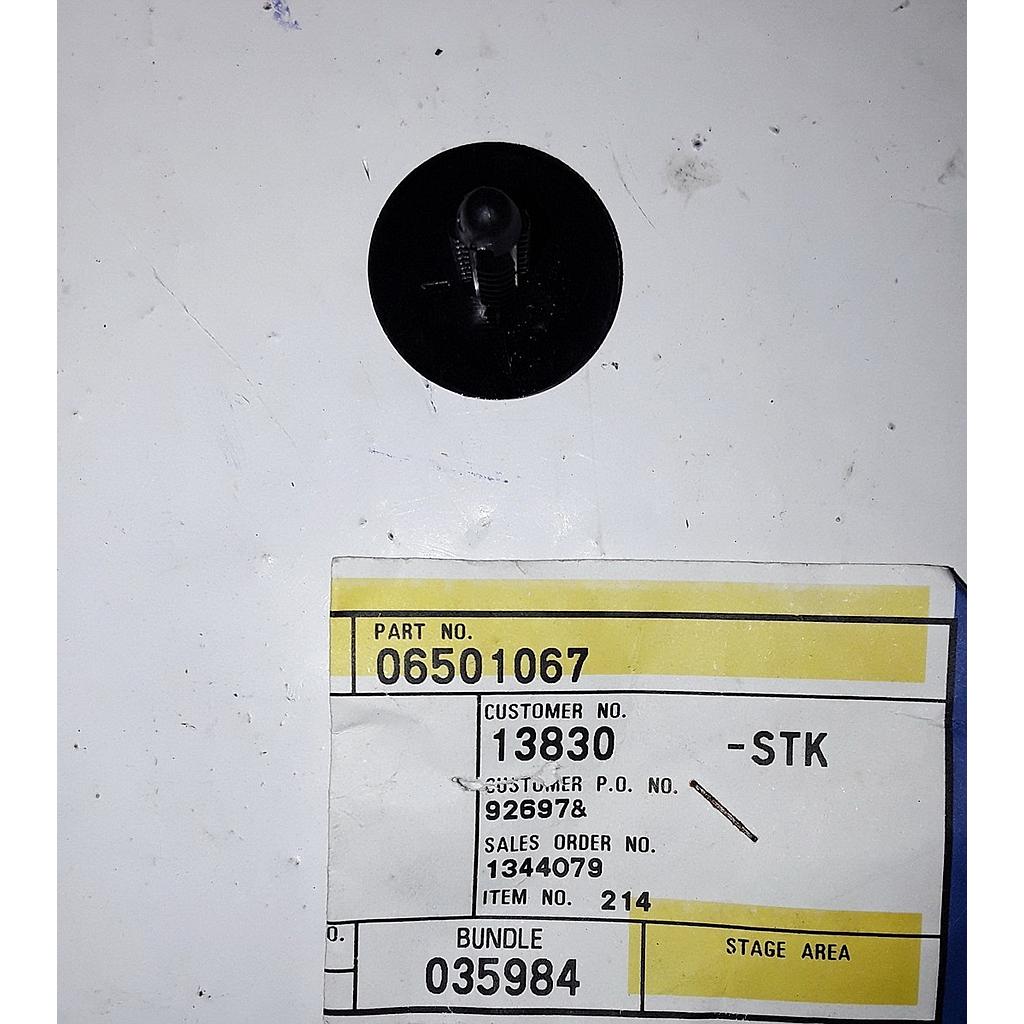 PART NO.
06501067
CUSTOMER NO.
13830 -STK
CUSTOMER P.O. NO.
92697&
SALES ORDER NO.
1344079
ITEM NO. 214
O. BUNDLE STAGE AREA
035984